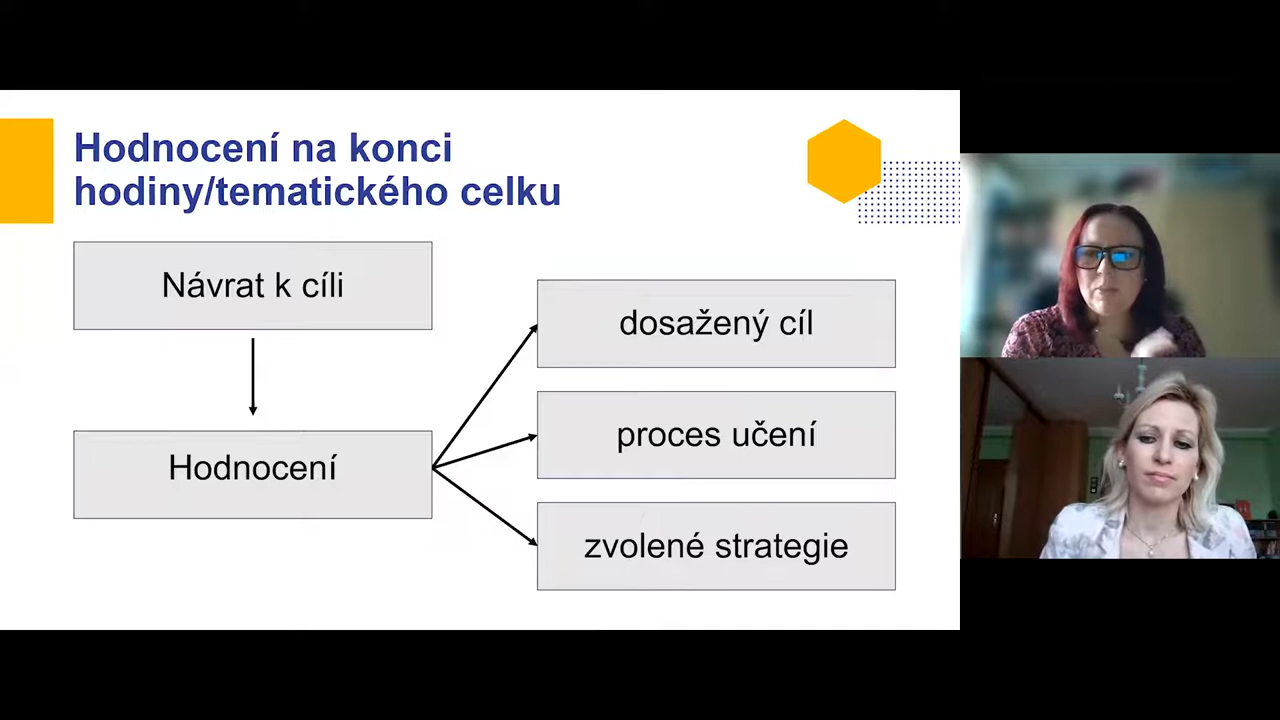 Hodnocení na konci
hodiny/tematického celku
Návrat k cíli
Hodnocení
dosažený cíl
proces učení
zvolené strategie